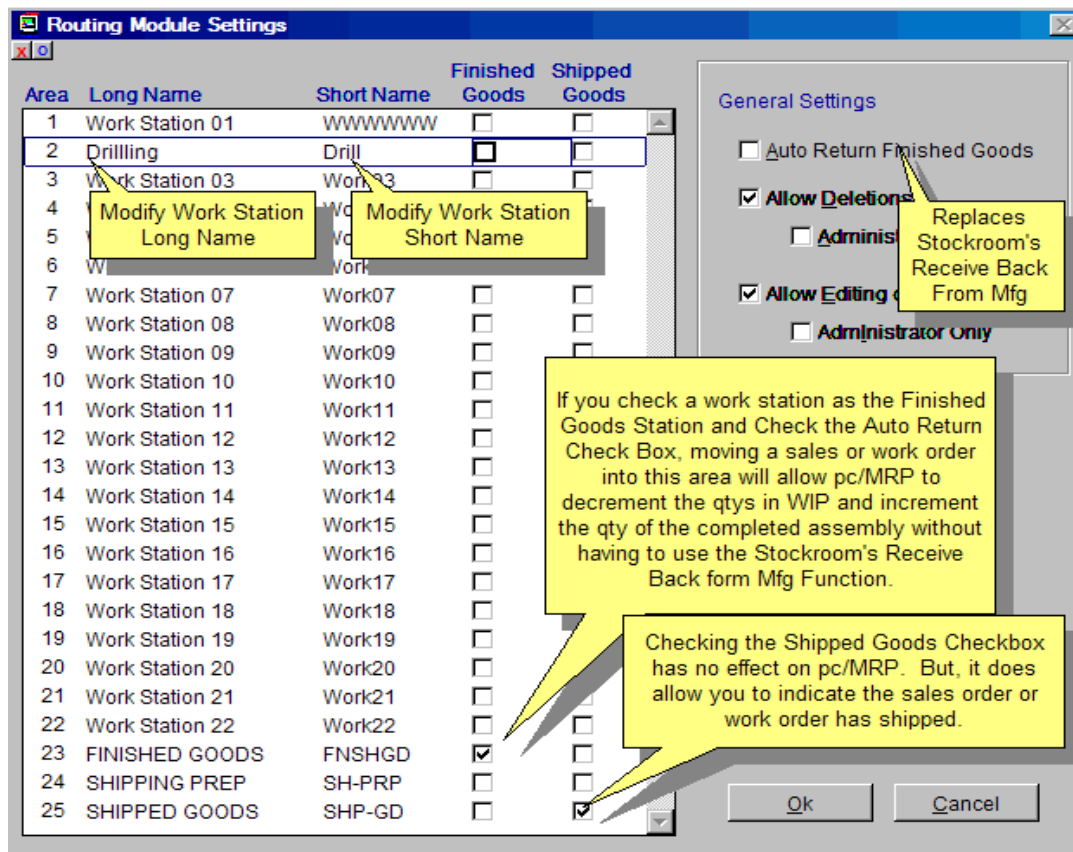 Routing Module Settings
X O
Finished Shipped
Area Long Name Short Name Goods Goods
1 Work Station 01 WWWWWW
2 Drillling Drill
3 Work Station 03 Work03
4
5
6 W Work
7 Work Station 07 Work07
8 Work Station 08 Work08
9 Work Station 09 Work09
10 Work Station 10 Work10
11 Work Station 11 Work11
12 Work Station 12 Work12
13 Work Station 13 Work13
14 Work Station 14 Work14
15 Work Station 15 Work15
16 Work Station 16 Work16
17 Work Station 17 Work17
18 Work Station 18 Work18
19 Work Station 19 Work19
20 Work Station 20 Work20
21 Work Station 21 Work21
22 Work Station 22 Work22
23 FINISHED GOODS FNSHGD
24 SHIPPING PREP SH-PRP
25 SHIPPED GOODS SHP-GD
Modify Work Station
Long Name
Modify Work Station
Short Name
General Settings
Auto Return Finished Goods
Allow Deletions
Adminis
Allow Editing
Administrator Only
Replaces
Stockroom's
Receive Back
From Mfg
If you check a work station as the Finished
Goods Station and Check the Auto Return
Check Box, moving a sales or work order
into this area will allow pc/MRP to
decrement the qtys in WIP and increment
the qty of the completed assembly without
having to use the Stockroom's Receive
Back form Mfg Function.
Checking the Shipped Goods Checkbox
has no effect on pc/MRP. But, it does
allow you to indicate the sales order or
work order has shipped.
Ok Cancel